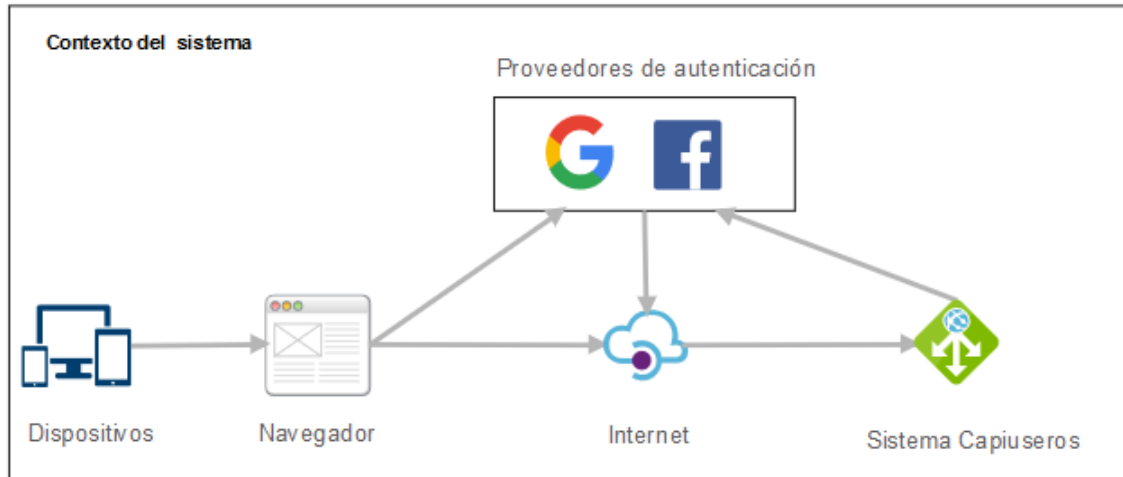 Contexto del sistema
Proveedores de autenticación
Dispositivos
Navegador
Internet
Sistema Capiuseros